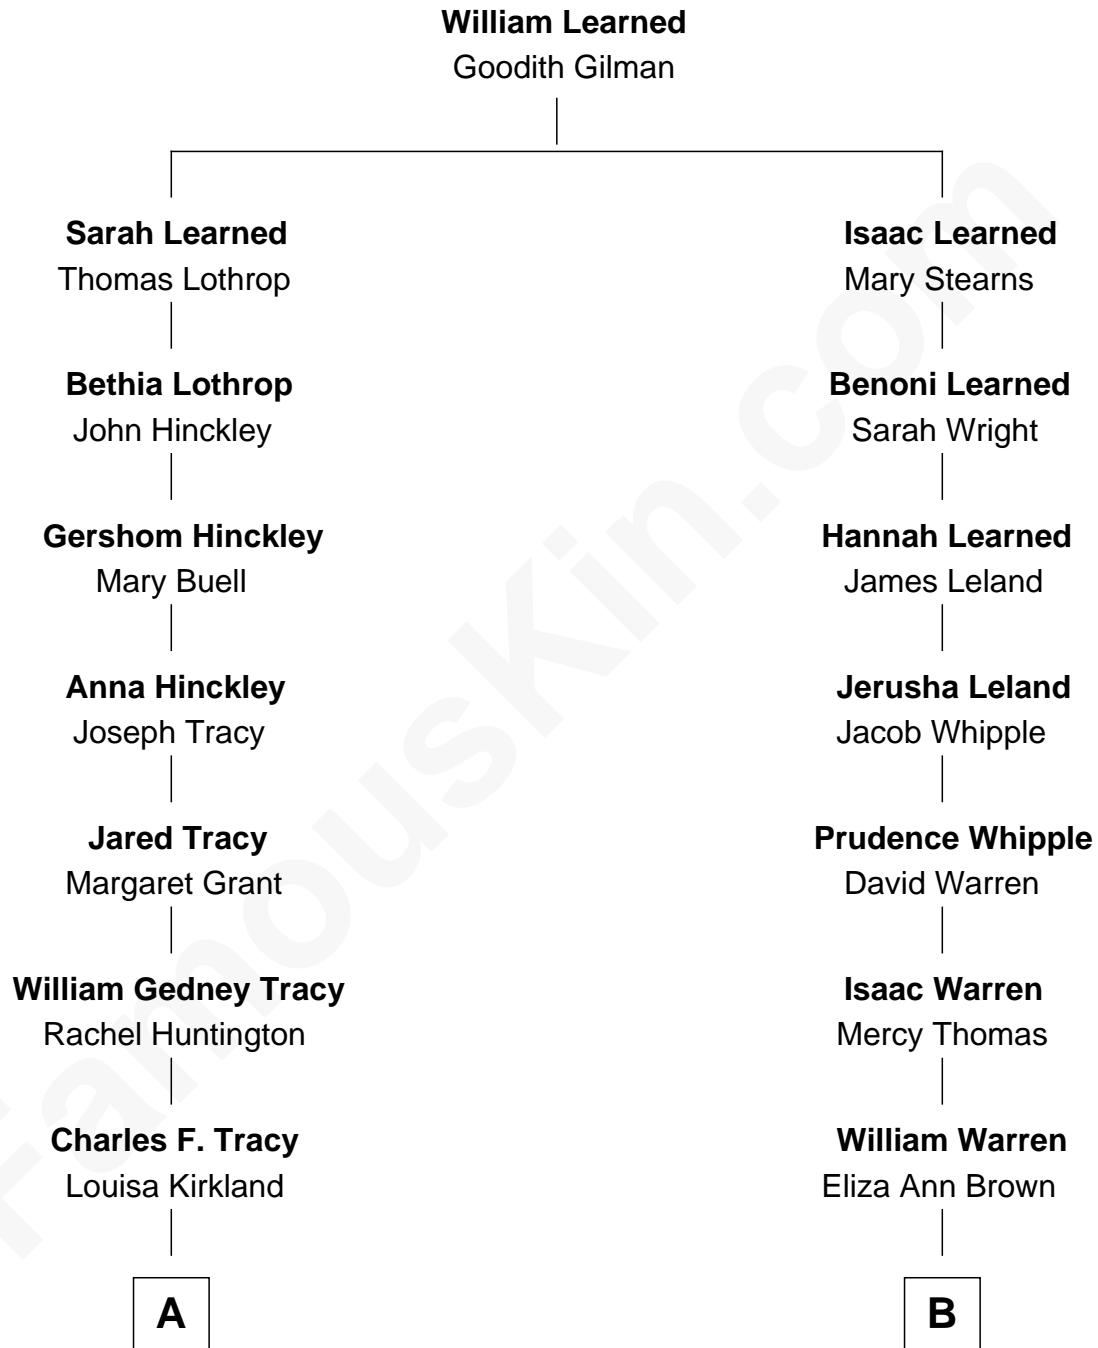 William Learned
Goodith Gilman
Sarah Learned
Thomas Lothrop
Isaac Learned
Mary Stearns
Bethia Lothrop
John Hinckley
Benoni Learned
Sarah Wright
Gershom Hinckley
Mary Buell
Hannah Learned
James Leland
Anna Hinckley
Joseph Tracy
Jerusha Leland
Jacob Whipple
Jared Tracy
Margaret Grant
Prudence Whipple
David Warren
William Gedney Tracy
Rachel Huntington
Isaac Warren
Mercy Thomas
Charles F. Tracy
Louisa Kirkland
William Warren
Eliza Ann Brown
A
B
FamousKin.com